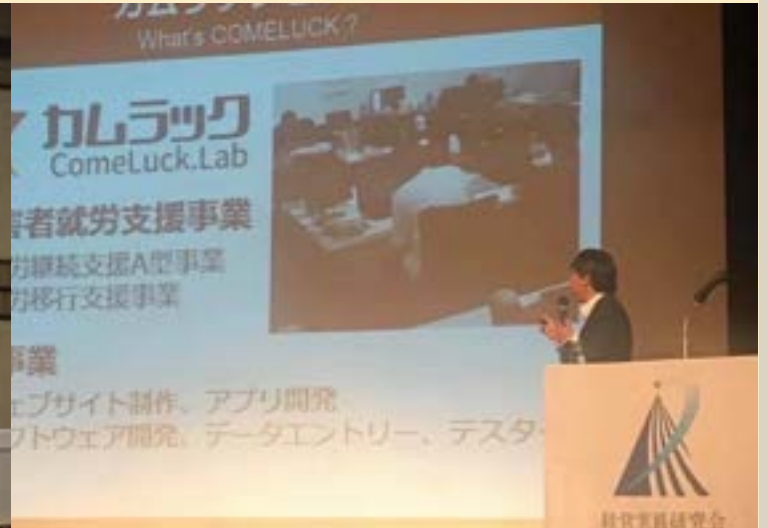 What's COMELUCK?
カムラック
ComeLuck.Lab
害者就労支援事業
労継続支援A型事業
労移行支援事業
事業
ェブサイト制作、アプリ開発
フトウェア開発、データエントリー、テスター